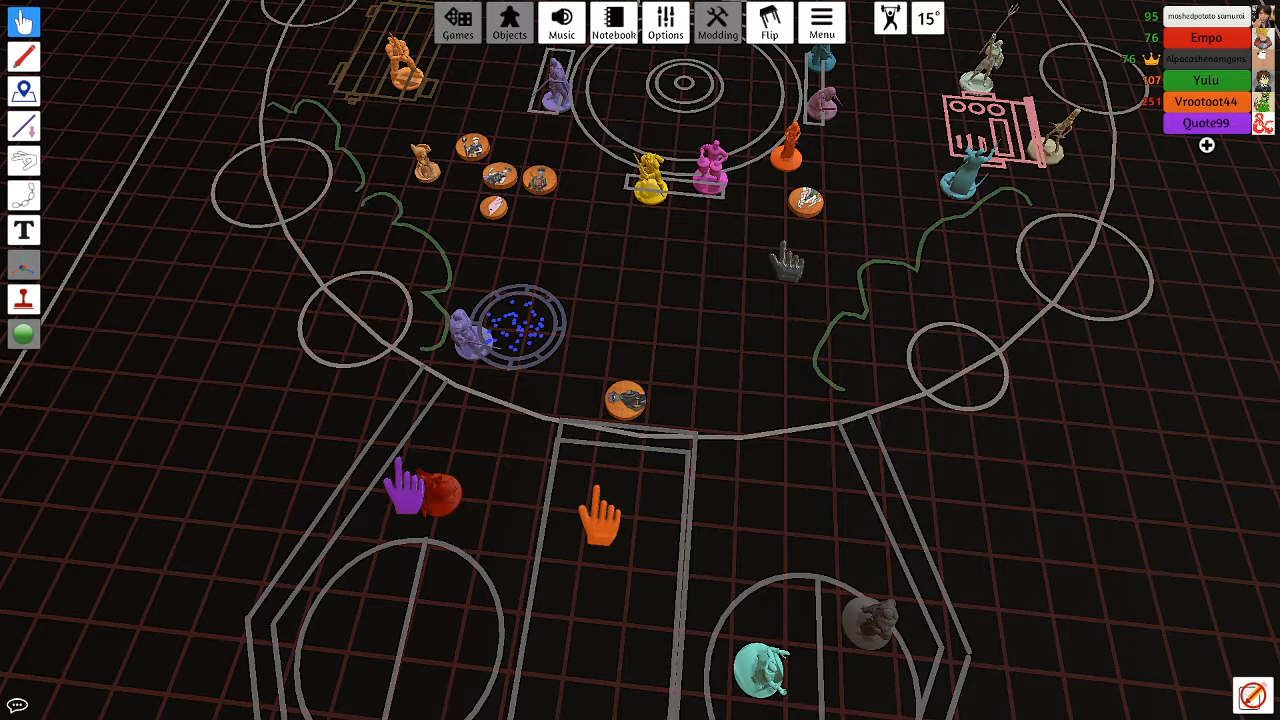 Games
Objects
Music
Notebook
Options
Modding
Flip
Menu
15°
95 mashedpotato samurai
76 Empo
76 Alpacashenanigans
Yulu
107 Vrootoot44
251 Quote99
T